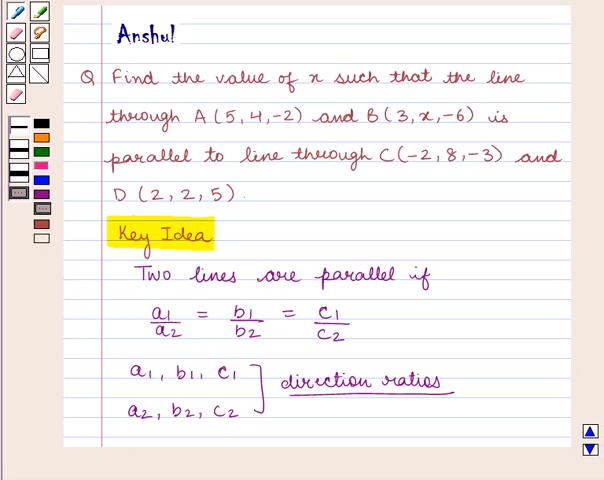 Anshul
Q Find the value of x such that the line
through A (5, 4, -2) and B(3, x, -6) is
parallel to line through C(-2, 8, -3) and
D (2, 2, 5).
Key Idea
Two lines are parallel if
a₁/a₂ = b₁/b₂ = c₁/c₂
a₁, b₁, c₁
a₂, b₂, c₂ ] direction ratios